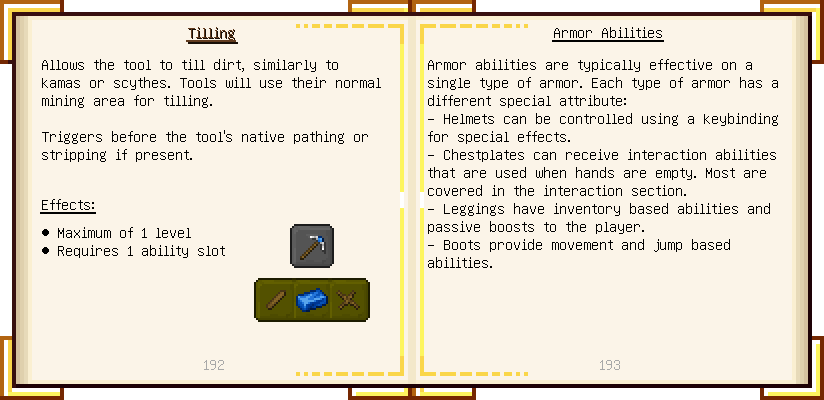 Tilling
Allows the tool to till dirt, similarly to
kamas or scythes. Tools will use their normal
mining area for tilling.
Triggers before the tool's native pathing or
stripping if present.
Effects:
● Maximum of 1 level
● Requires 1 ability slot
192
Armor Abilities
Armor abilities are typically effective on a
single type of armor. Each type of armor has a
different special attribute:
- Helmets can be controlled using a keybinding
for special effects.
- Chestplates can receive interaction abilities
that are used when hands are empty. Most are
covered in the interaction section.
- Leggings have inventory based abilities and
passive boosts to the player.
- Boots provide movement and jump based
abilities.
193